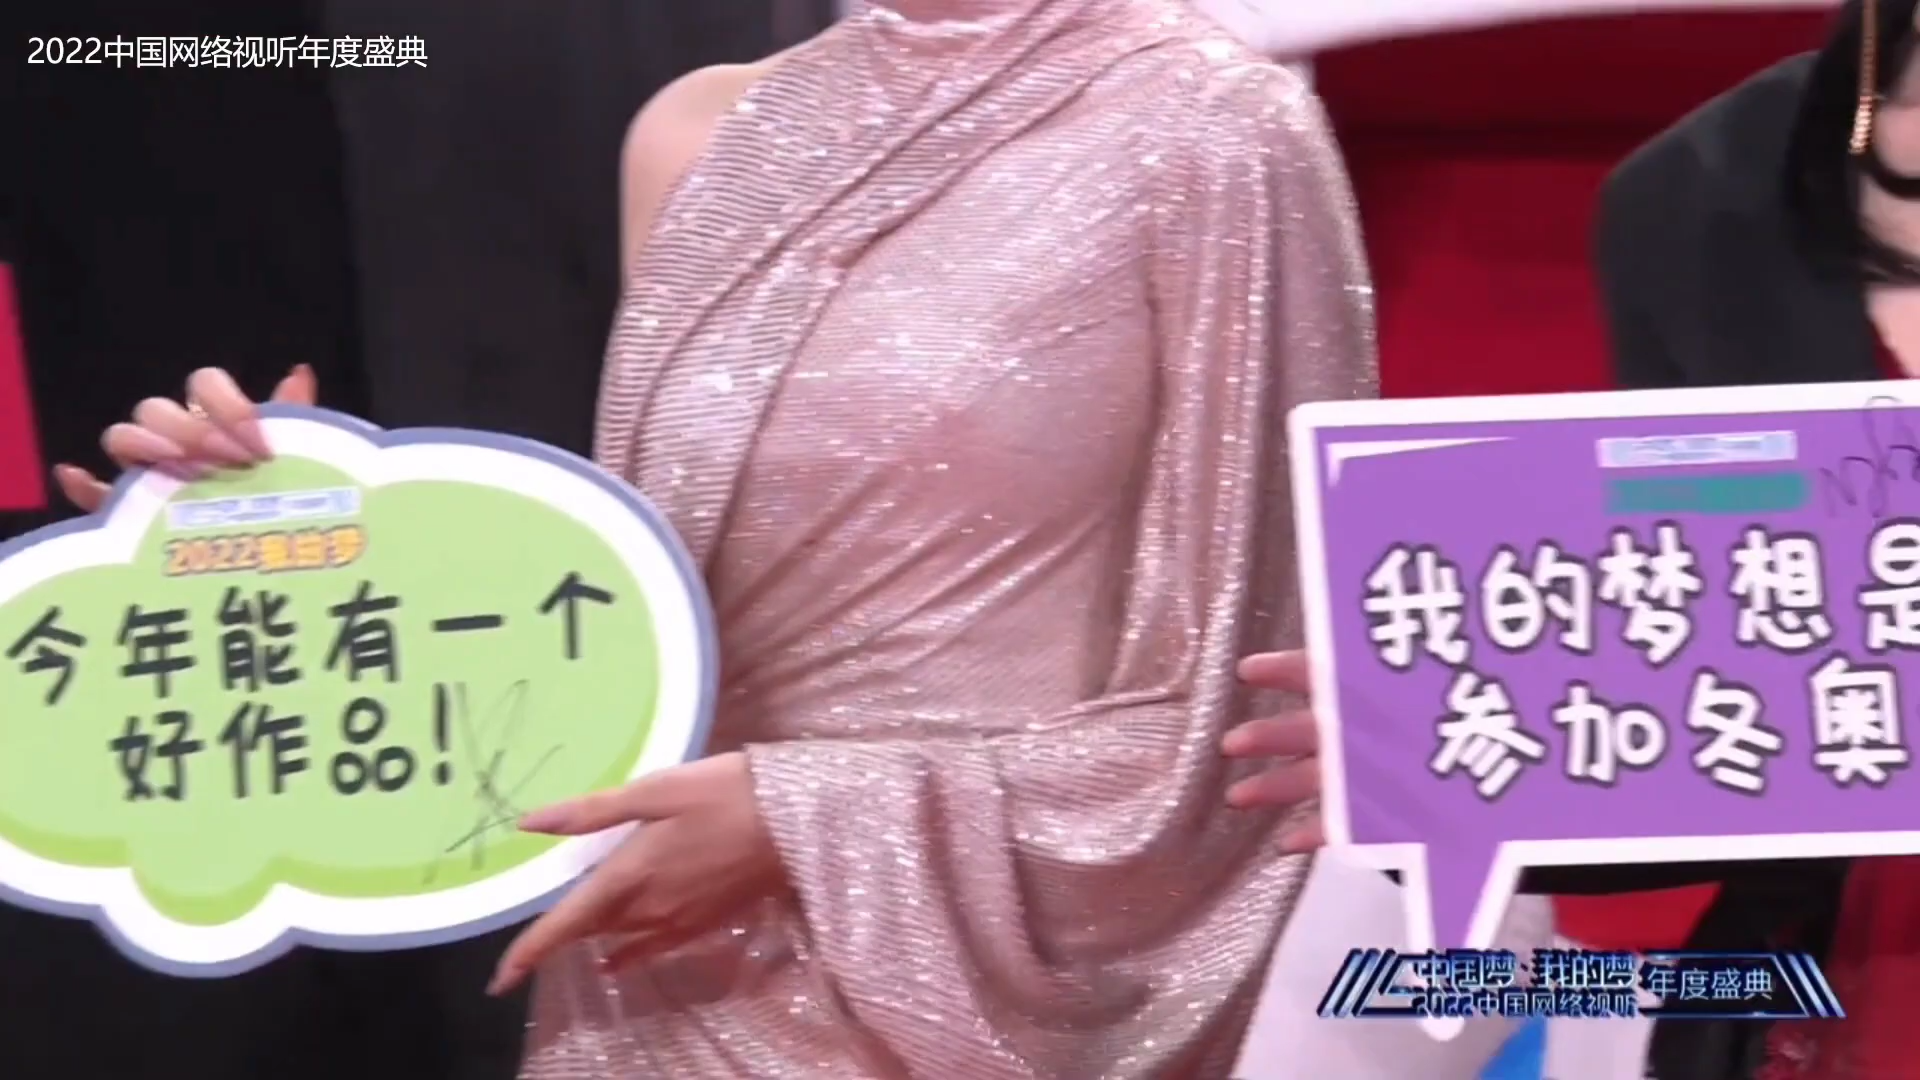 2022中国网络视听年度盛典
今年能有一个
好作品!
我的梦想是
参加冬奥
中国梦·我的梦
2022中国网络视听年度盛典